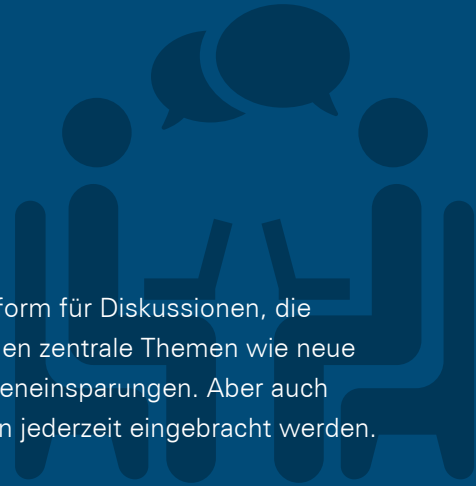 form für Diskussionen, die
en zentrale Themen wie neue
eneinsparungen. Aber auch
n jederzeit eingebracht werden.